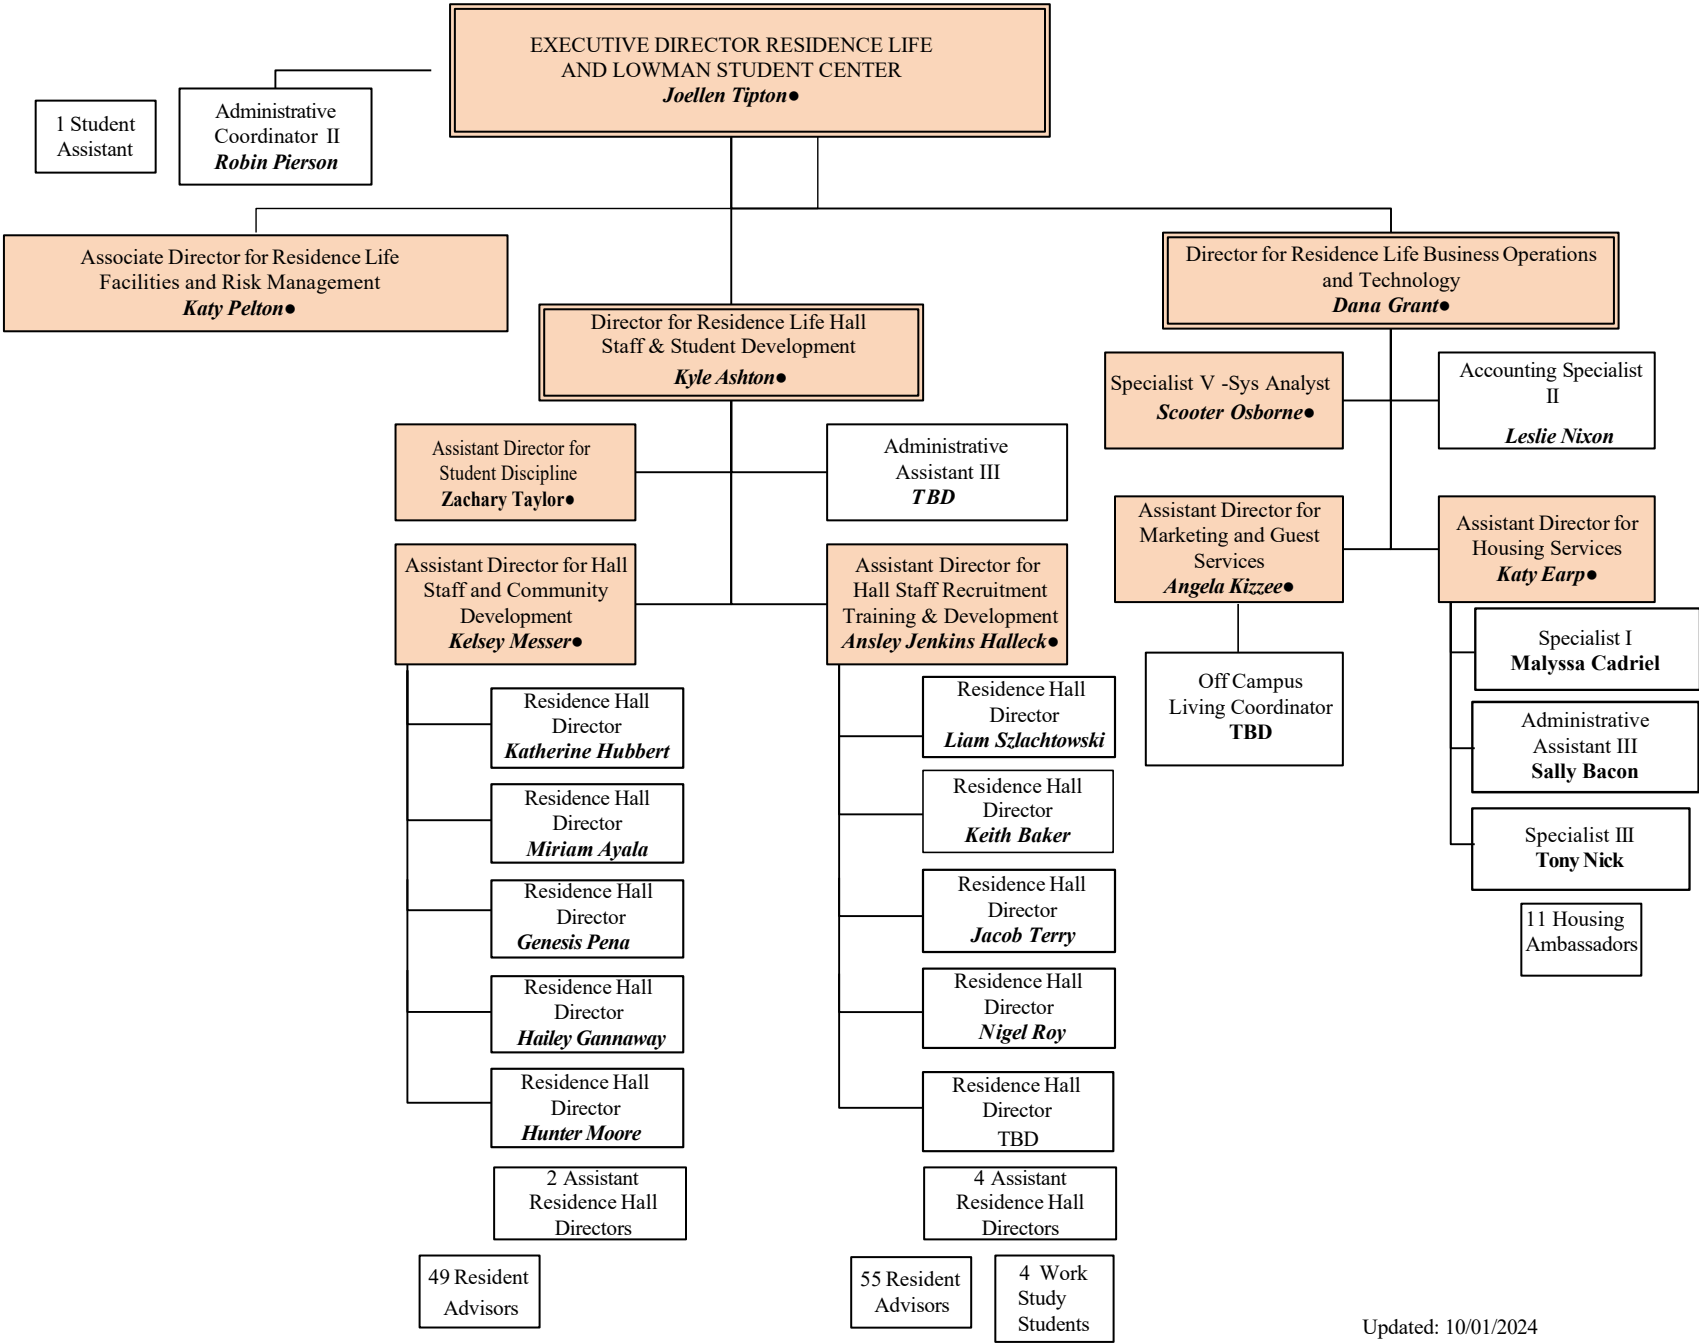 EXECUTIVE DIRECTOR RESIDENCE LIFE
AND LOWMAN STUDENT CENTER
Joellen Tipton●
1 Student
Assistant
Administrative
Coordinator II
Robin Pierson
Associate Director for Residence Life
Facilities and Risk Management
Katy Pelton●
Director for Residence Life Hall
Staff & Student Development
Kyle Ashton●
Director for Residence Life Business Operations
and Technology
Dana Grant●
Specialist V -Sys Analyst
Scooter Osborne●
Accounting Specialist
II
Leslie Nixon
Assistant Director for
Student Discipline
Zachary Taylor●
Administrative
Assistant III
TBD
Assistant Director for
Marketing and Guest
Services
Angela Kizzee●
Assistant Director for
Housing Services
Katy Earp●
Assistant Director for Hall
Staff and Community
Development
Kelsey Messer●
Assistant Director for
Hall Staff Recruitment
Training & Development
Ansley Jenkins Halleck●
Off Campus
Living Coordinator
TBD
Specialist I
Malyssa Cadriel
Administrative
Assistant III
Sally Bacon
Specialist III
Tony Nick
11 Housing
Ambassadors
Residence Hall
Director
Katherine Hubbert
Residence Hall
Director
Miriam Ayala
Residence Hall
Director
Genesis Pena
Residence Hall
Director
Hailey Gannaway
Residence Hall
Director
Hunter Moore
2 Assistant
Residence Hall
Directors
49 Resident
Advisors
Residence Hall
Director
Liam Szlachtowski
Residence Hall
Director
Keith Baker
Residence Hall
Director
Jacob Terry
Residence Hall
Director
Nigel Roy
Residence Hall
Director
TBD
4 Assistant
Residence Hall
Directors
55 Resident
Advisors
4 Work
Study
Students
Updated: 10/01/2024